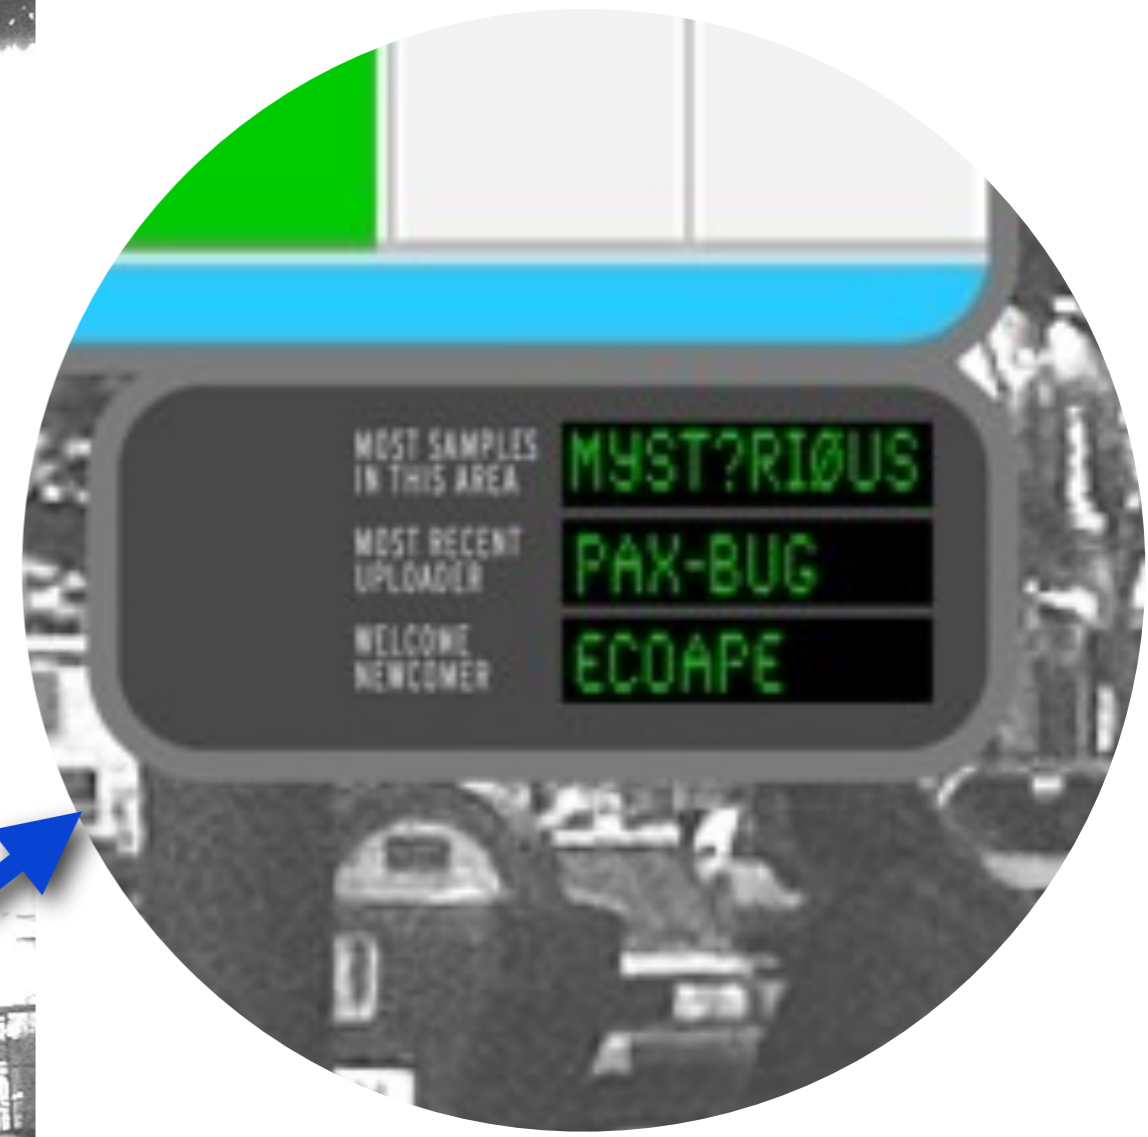 MOST SAMPLES
IN THIS AREA
MYST?RIØUS
MOST RECENT
UPLOADER
PAX-BUG
WELCOME
NEWCOMER
ECOAPE